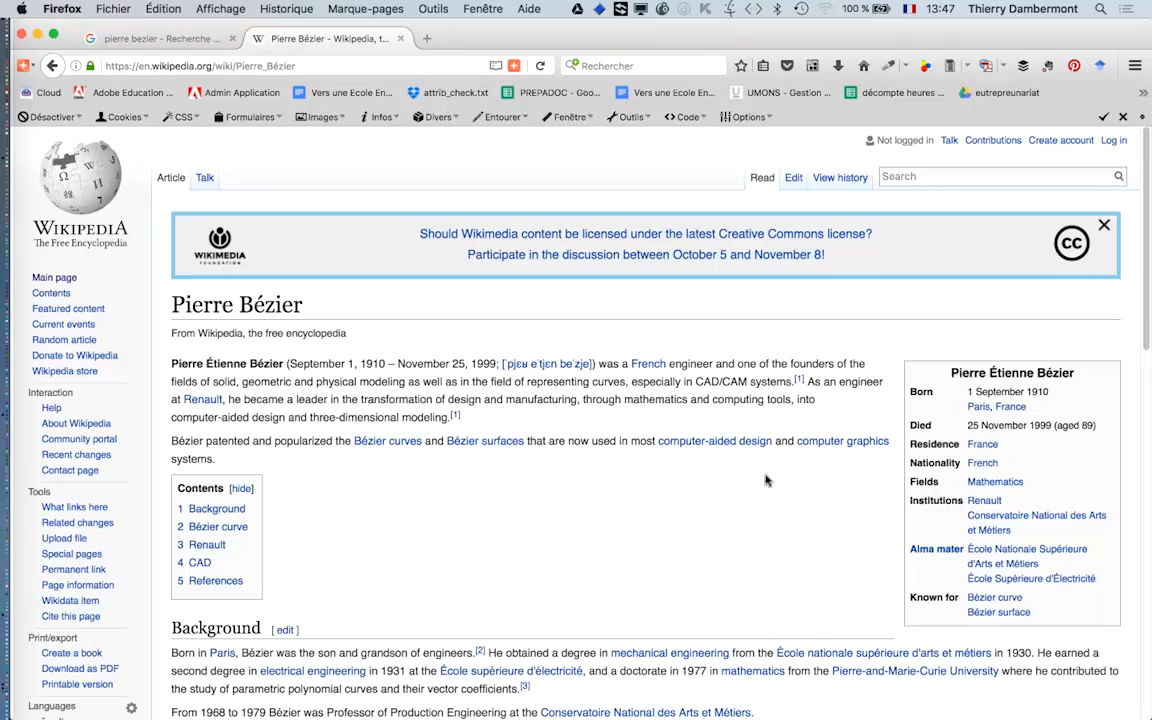 Firefox Fichier Édition Affichage Historique Marque-pages Outils Fenêtre Aide 100 % 13:47 Thierry Dambermont
pierre bezier - Recherche ... Pierre Bézier - Wikipedia, t...
https://en.wikipedia.org/wiki/Pierre_Bézier Rechercher
Cloud Adobe Education ... Admin Application Vers une Ecole En... attrib_check.txt PREPADOC - Goo... Vers une Ecole En... UMONS - Gestion ... décompte heures ... eutrepreunariat
Désactiver Cookies CSS Formulaires Images Infos Divers Entourer Fenêtre Outils Code Options
Not logged in Talk Contributions Create account Log in
Article Talk Read Edit View history Search
WIKIPEDIA
The Free Encyclopedia
Main page
Contents
Featured content
Current events
Random article
Donate to Wikipedia
Wikipedia store
Interaction
Help
About Wikipedia
Community portal
Recent changes
Contact page
Tools
What links here
Related changes
Upload file
Special pages
Permanent link
Page information
Wikidata item
Cite this page
Print/export
Create a book
Download as PDF
Printable version
Languages
WIKIMEDIA
FOUNDATION
Should Wikimedia content be licensed under the latest Creative Commons license?
Participate in the discussion between October 5 and November 8!
cc
Pierre Bézier
From Wikipedia, the free encyclopedia
Pierre Étienne Bézier (September 1, 1910 – November 25, 1999; [ˈpjɛʁ eˈtjɛn beˈzje]) was a French engineer and one of the founders of the
fields of solid, geometric and physical modeling as well as in the field of representing curves, especially in CAD/CAM systems.[1] As an engineer
at Renault, he became a leader in the transformation of design and manufacturing, through mathematics and computing tools, into
computer-aided design and three-dimensional modeling.[1]
Bézier patented and popularized the Bézier curves and Bézier surfaces that are now used in most computer-aided design and computer graphics
systems.
Contents [hide]
1 Background
2 Bézier curve
3 Renault
4 CAD
5 References
Pierre Étienne Bézier
Born 1 September 1910
Paris, France
Died 25 November 1999 (aged 89)
Residence France
Nationality French
Fields Mathematics
Institutions Renault
Conservatoire National des Arts
et Métiers
Alma mater École Nationale Supérieure
d'Arts et Métiers
École Supérieure d'Électricité
Known for Bézier curve
Bézier surface
Background [ edit ]
Born in Paris, Bézier was the son and grandson of engineers.[2] He obtained a degree in mechanical engineering from the École nationale supérieure d'arts et métiers in 1930. He earned a
second degree in electrical engineering in 1931 at the École supérieure d'électricité, and a doctorate in 1977 in mathematics from the Pierre-and-Marie-Curie University where he contributed to
the study of parametric polynomial curves and their vector coefficients.[3]
From 1968 to 1979 Bézier was Professor of Production Engineering at the Conservatoire National des Arts et Métiers.